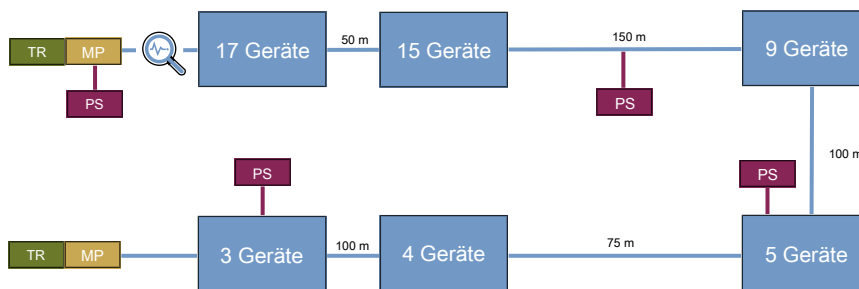 TR MP
PS
17 Geräte
50 m
15 Geräte
150 m
PS
9 Geräte
100 m
PS
PS
TR MP
3 Geräte
100 m
4 Geräte
75 m
5 Geräte